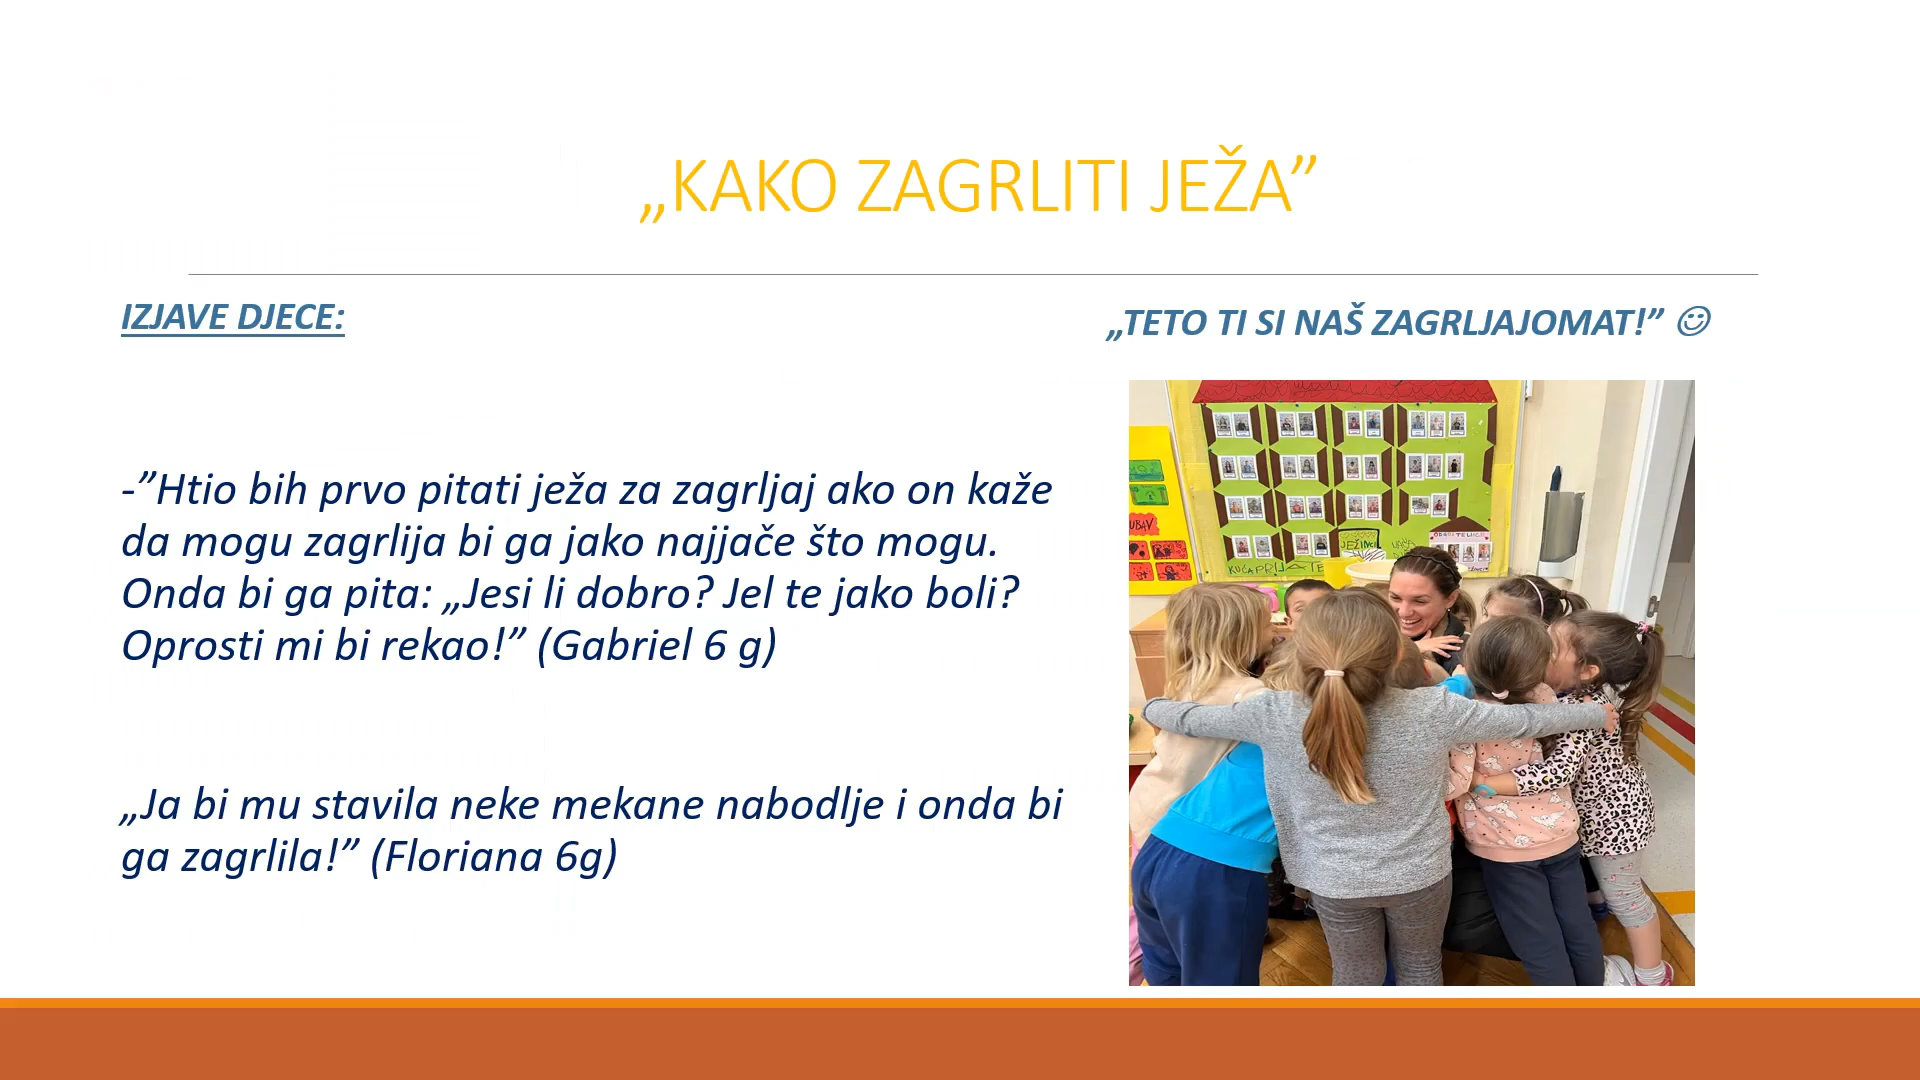 „KAKO ZAGRLITI JEŽA”
IZJAVE DJECE:
-”Htio bih prvo pitati ježa za zagrljaj ako on kaže
da mogu zagrlija bi ga jako najjače što mogu.
Onda bi ga pita: „Jesi li dobro? Jel te jako boli?
Oprosti mi bi rekao!” (Gabriel 6 g)
„Ja bi mu stavila neke mekane nabodlje i onda bi
ga zagrlila!” (Floriana 6g)
„TETO TI SI NAŠ ZAGRLJAJOMAT!” ☺
JEŽINCI
KUĆA PRIJATE